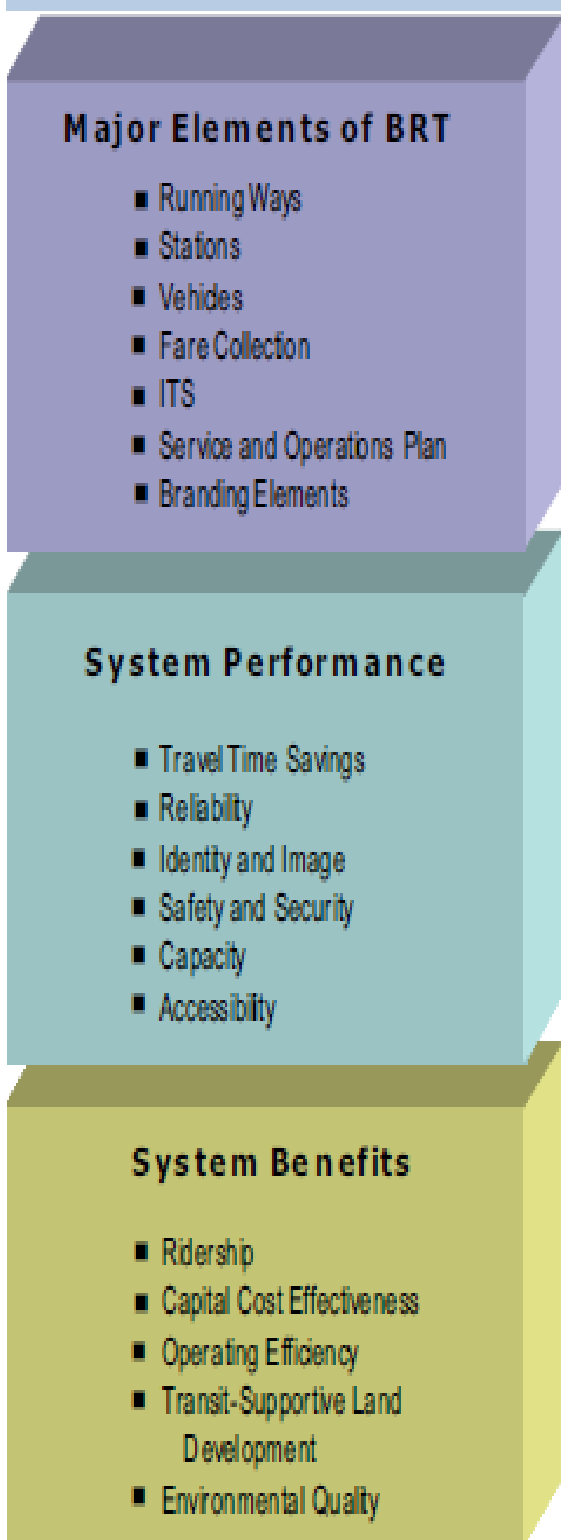 Major Elements of BRT
▪ Running Ways
▪ Stations
▪ Vehicles
▪ Fare Collection
▪ ITS
▪ Service and Operations Plan
▪ Branding Elements
System Performance
▪ Travel Time Savings
▪ Reliability
▪ Identity and Image
▪ Safety and Security
▪ Capacity
▪ Accessibility
System Benefits
▪ Ridership
▪ Capital Cost Effectiveness
▪ Operating Efficiency
▪ Transit-Supportive Land
Development
▪ Environmental Quality